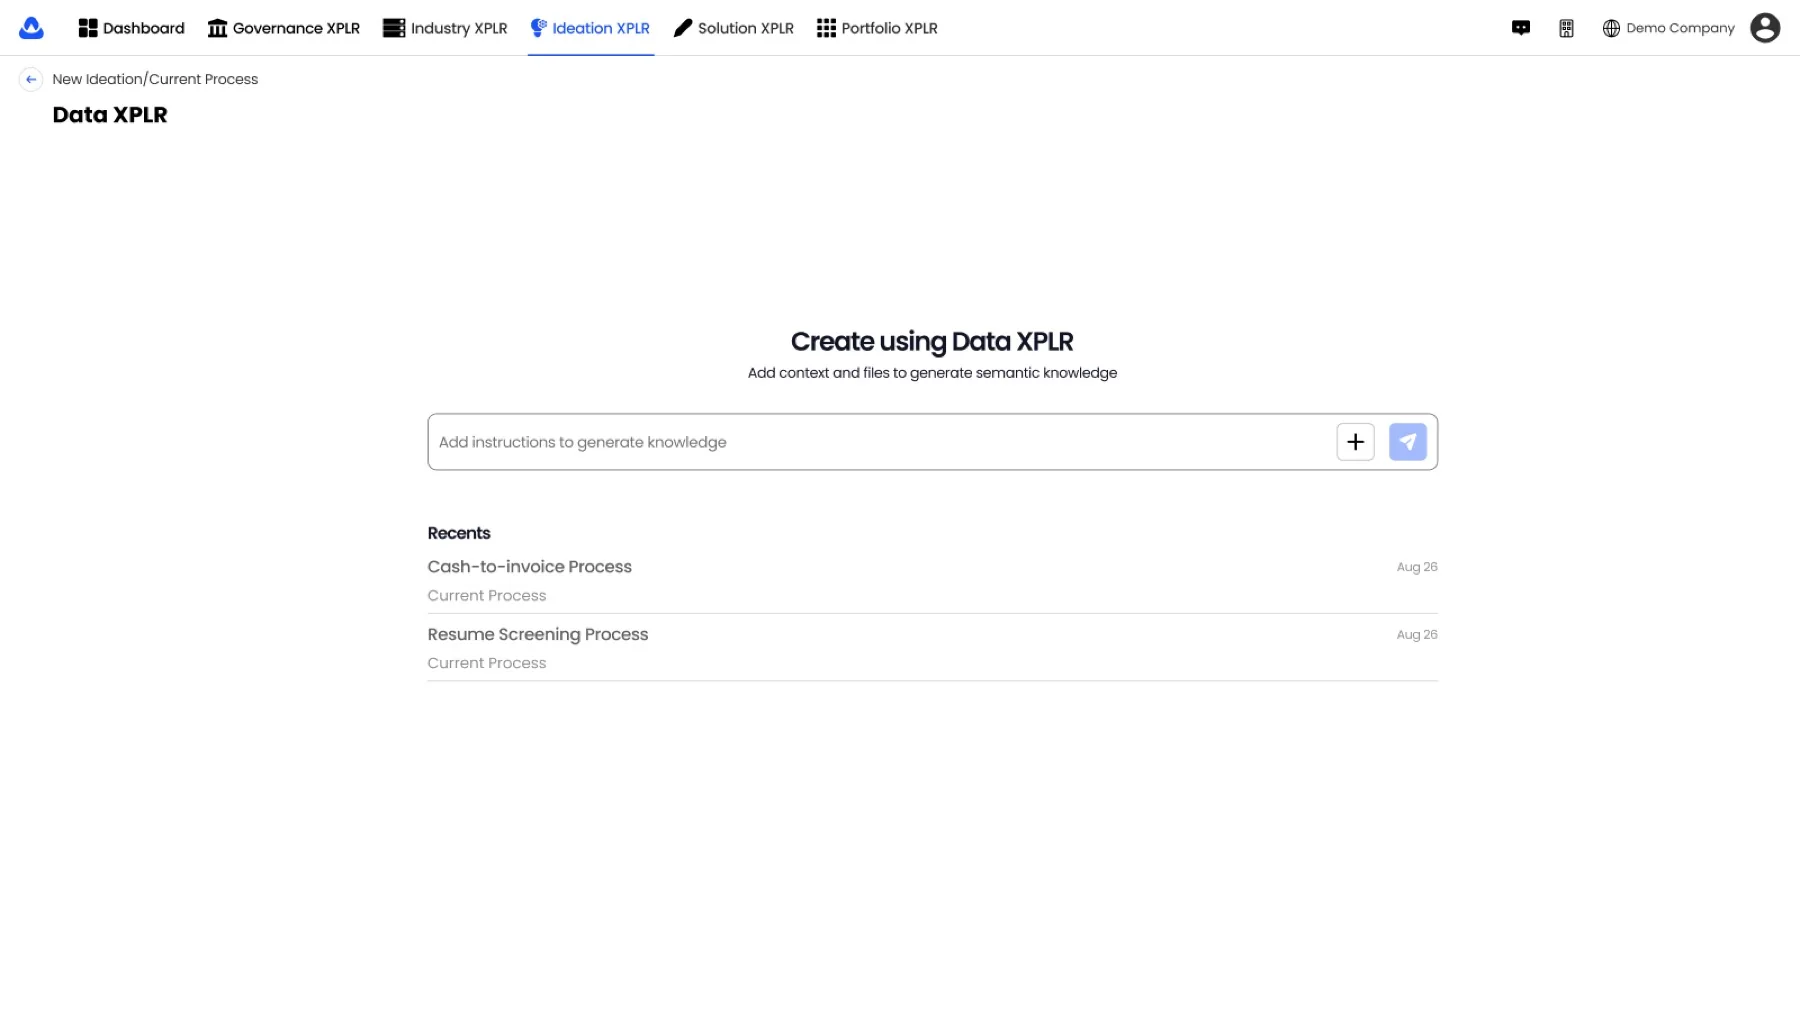 Dashboard Governance XPLR Industry XPLR Ideation XPLR Solution XPLR Portfolio XPLR Demo Company
New Ideation/Current Process
Data XPLR
Create using Data XPLR
Add context and files to generate semantic knowledge
Add instructions to generate knowledge
Recents
Cash-to-invoice Process Aug 26
Current Process
Resume Screening Process Aug 26
Current Process